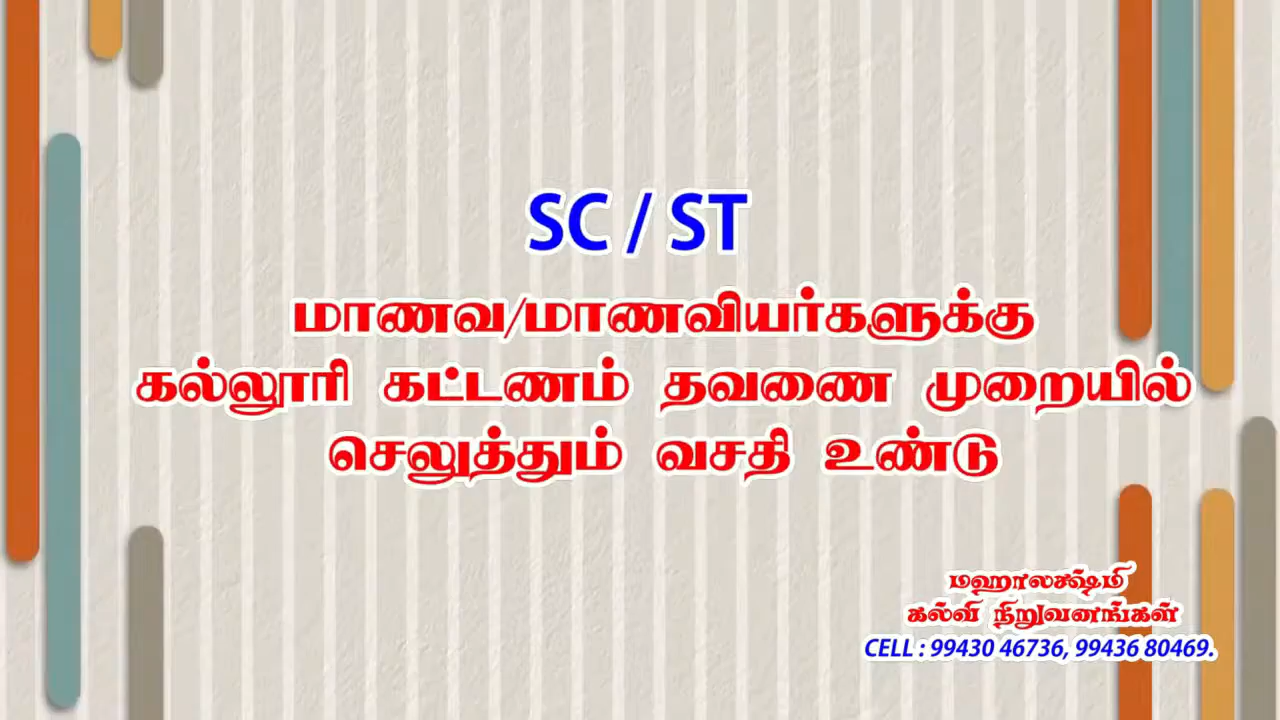 SC / ST
மாணவ/மாணவியர்களுக்கு
கல்லூரி கட்டணம் தவணை முறையில்
செலுத்தும் வசதி உண்டு
மஹாலக்ஷ்மி
கல்வி நிறுவனங்கள்
CELL : 99430 46736, 99436 80469.